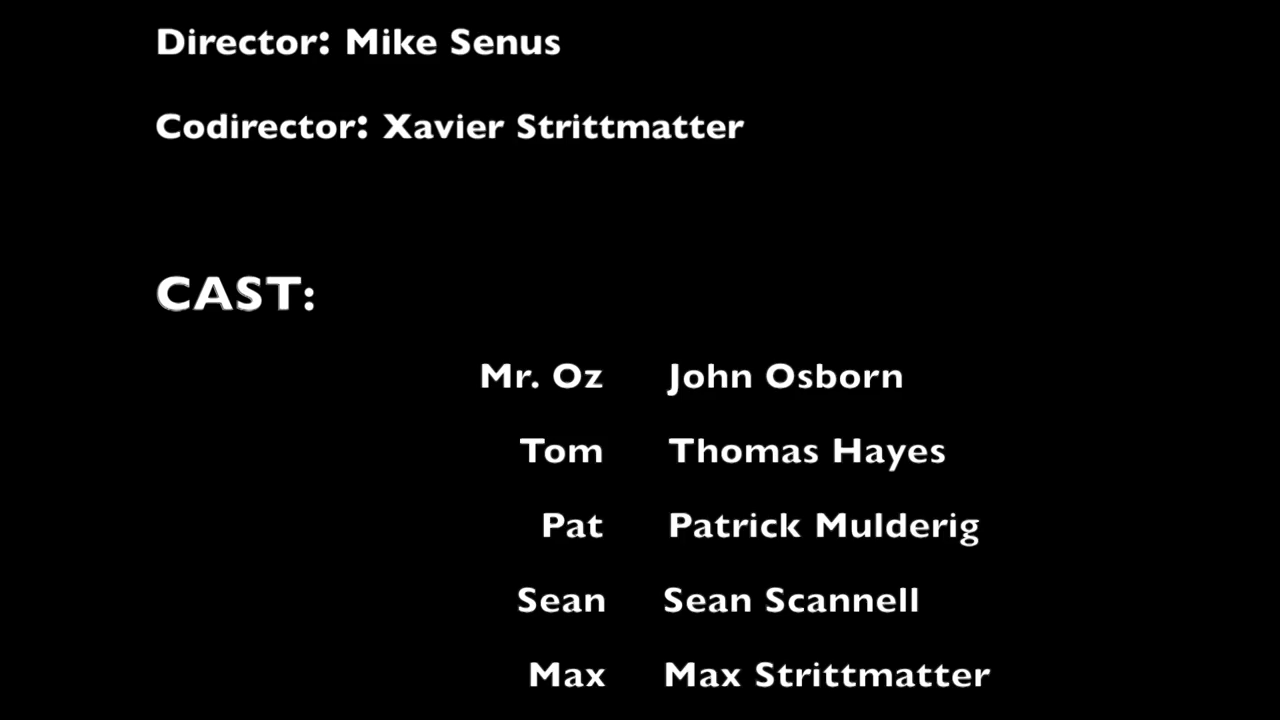 Director: Mike Senus
Codirector: Xavier Strittmatter
CAST:
Mr. Oz John Osborn
Tom Thomas Hayes
Pat Patrick Mulderig
Sean Sean Scannell
Max Max Strittmatter